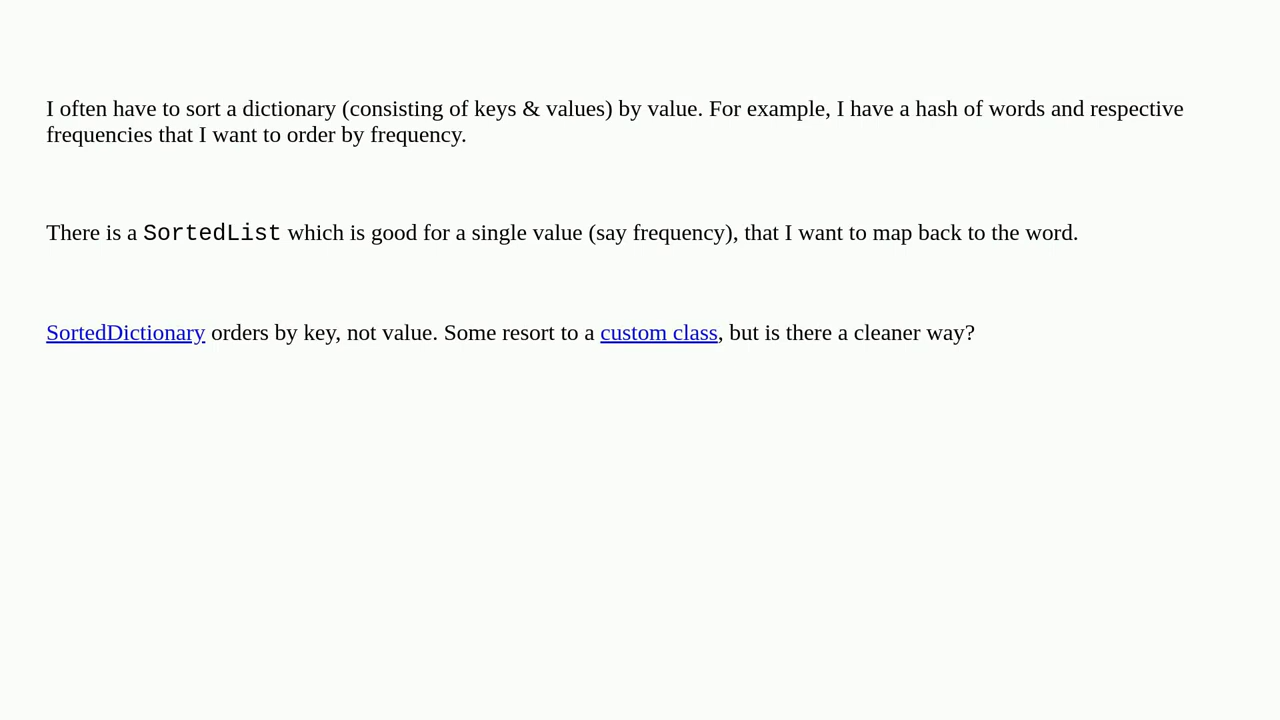 I often have to sort a dictionary (consisting of keys & values) by value. For example, I have a hash of words and respective
frequencies that I want to order by frequency.
There is a SortedList which is good for a single value (say frequency), that I want to map back to the word.
SortedDictionary orders by key, not value. Some resort to a custom class, but is there a cleaner way?